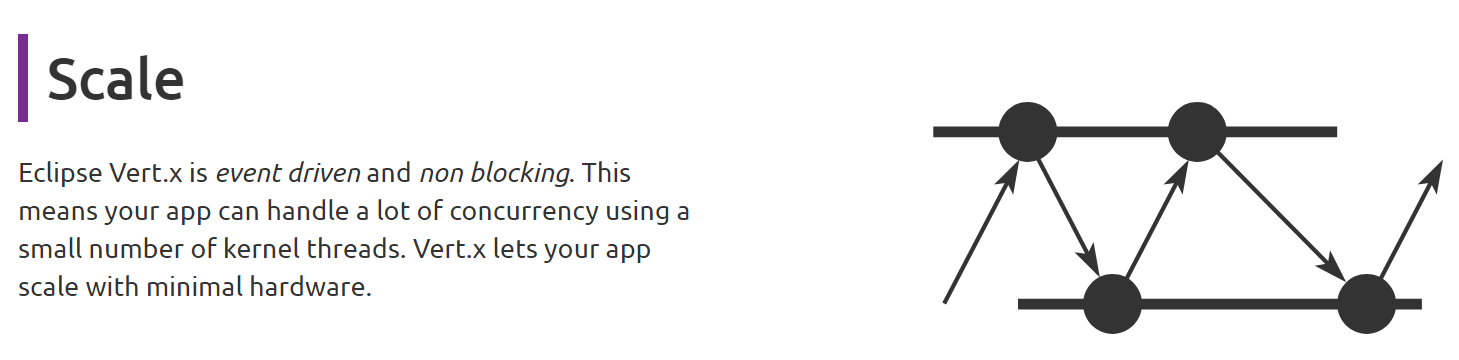 Scale
Eclipse Vert.x is event driven and non blocking. This
means your app can handle a lot of concurrency using a
small number of kernel threads. Vert.x lets your app
scale with minimal hardware.